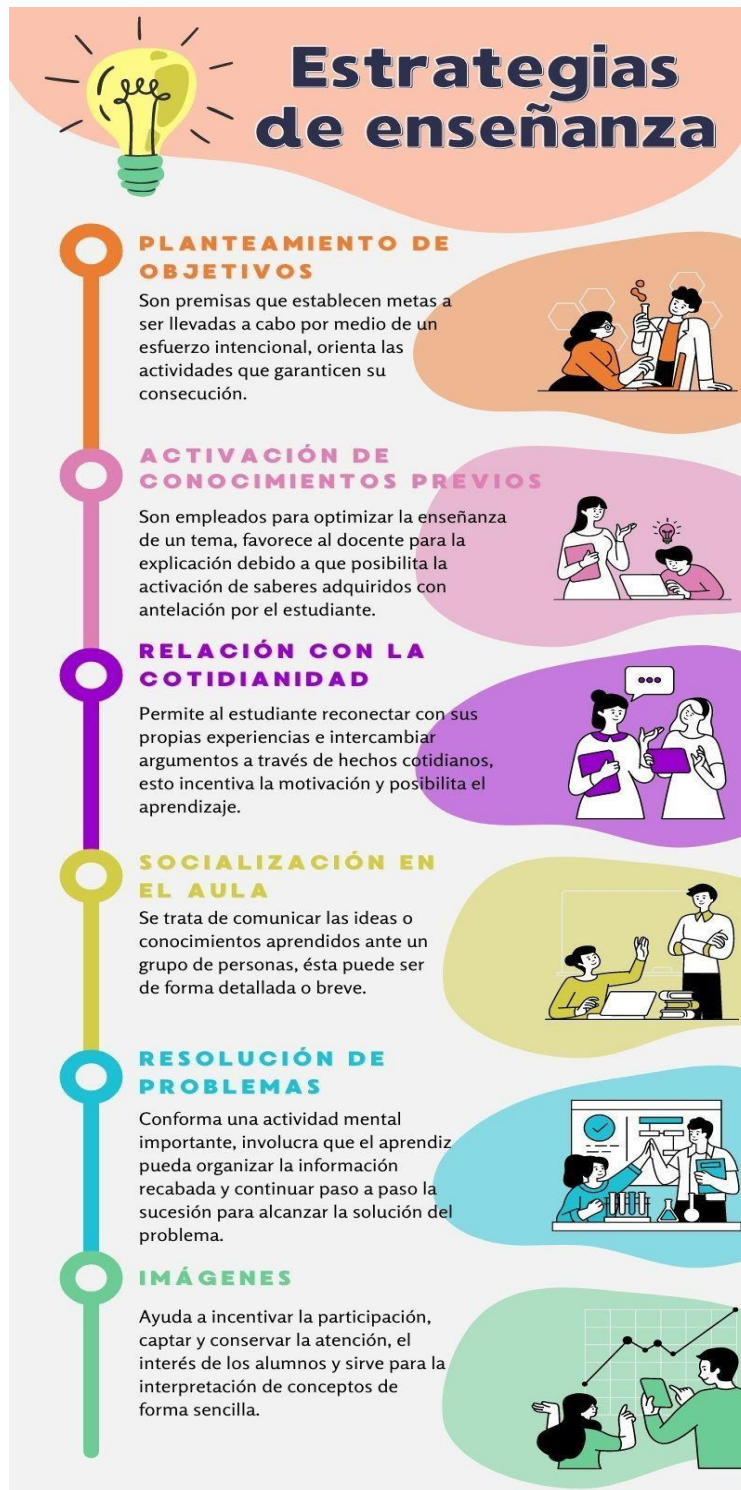 Estrategias
de enseñanza
PLANTEAMIENTO DE
OBJETIVOS
Son premisas que establecen metas a
ser llevadas a cabo por medio de un
esfuerzo intencional, orienta las
actividades que garanticen su
consecución.
ACTIVACIÓN DE
CONOCIMIENTOS PREVIOS
Son empleados para optimizar la enseñanza
de un tema, favorece al docente para la
explicación debido a que posibilita la
activación de saberes adquiridos con
antelación por el estudiante.
RELACIÓN CON LA
COTIDIANIDAD
Permite al estudiante reconectar con sus
propias experiencias e intercambiar
argumentos a través de hechos cotidianos,
esto incentiva la motivación y posibilita el
aprendizaje.
SOCIALIZACIÓN EN
EL AULA
Se trata de comunicar las ideas o
conocimientos aprendidos ante un
grupo de personas, ésta puede ser
de forma detallada o breve.
RESOLUCIÓN DE
PROBLEMAS
Conforma una actividad mental
importante, involucra que el aprendiz
pueda organizar la información
recabada y continuar paso a paso la
sucesión para alcanzar la solución del
problema.
IMÁGENES
Ayuda a incentivar la participación,
captar y conservar la atención, el
interés de los alumnos y sirve para la
interpretación de conceptos de
forma sencilla.